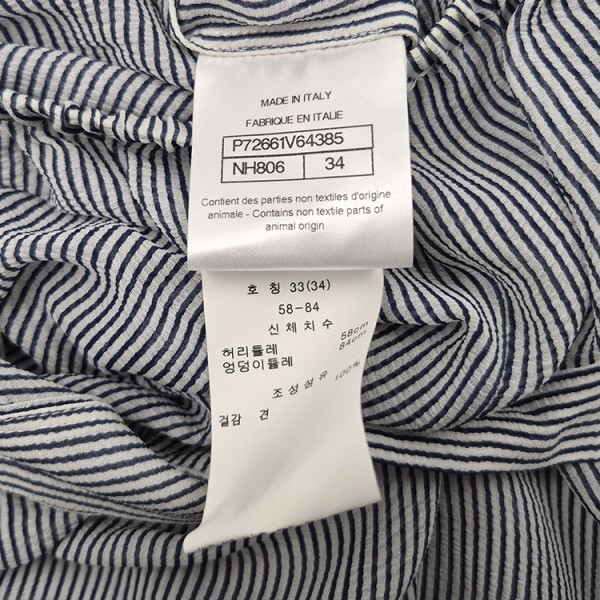 MADE IN ITALY
FABRIQUE EN ITALIE
P72661V64385
NH806 34
Contient des parties non textiles d'origine
animale - Contains non textile parts of
animal origin
호 칭 33(34)
58-84
신 체 치 수
허리둘레 58cm
엉덩이둘레 84cm
조 성 섬 유
겉감 견 100%